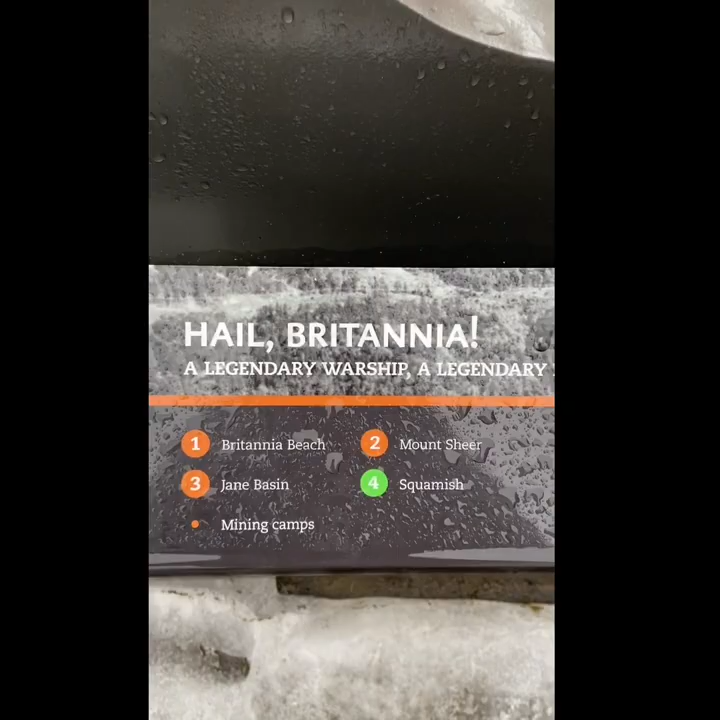 HAIL, BRITANNIA!
A LEGENDARY WARSHIP, A LEGENDARY
1 Britannia Beach 2 Mount Sheer
3 Jane Basin 4 Squamish
Mining camps